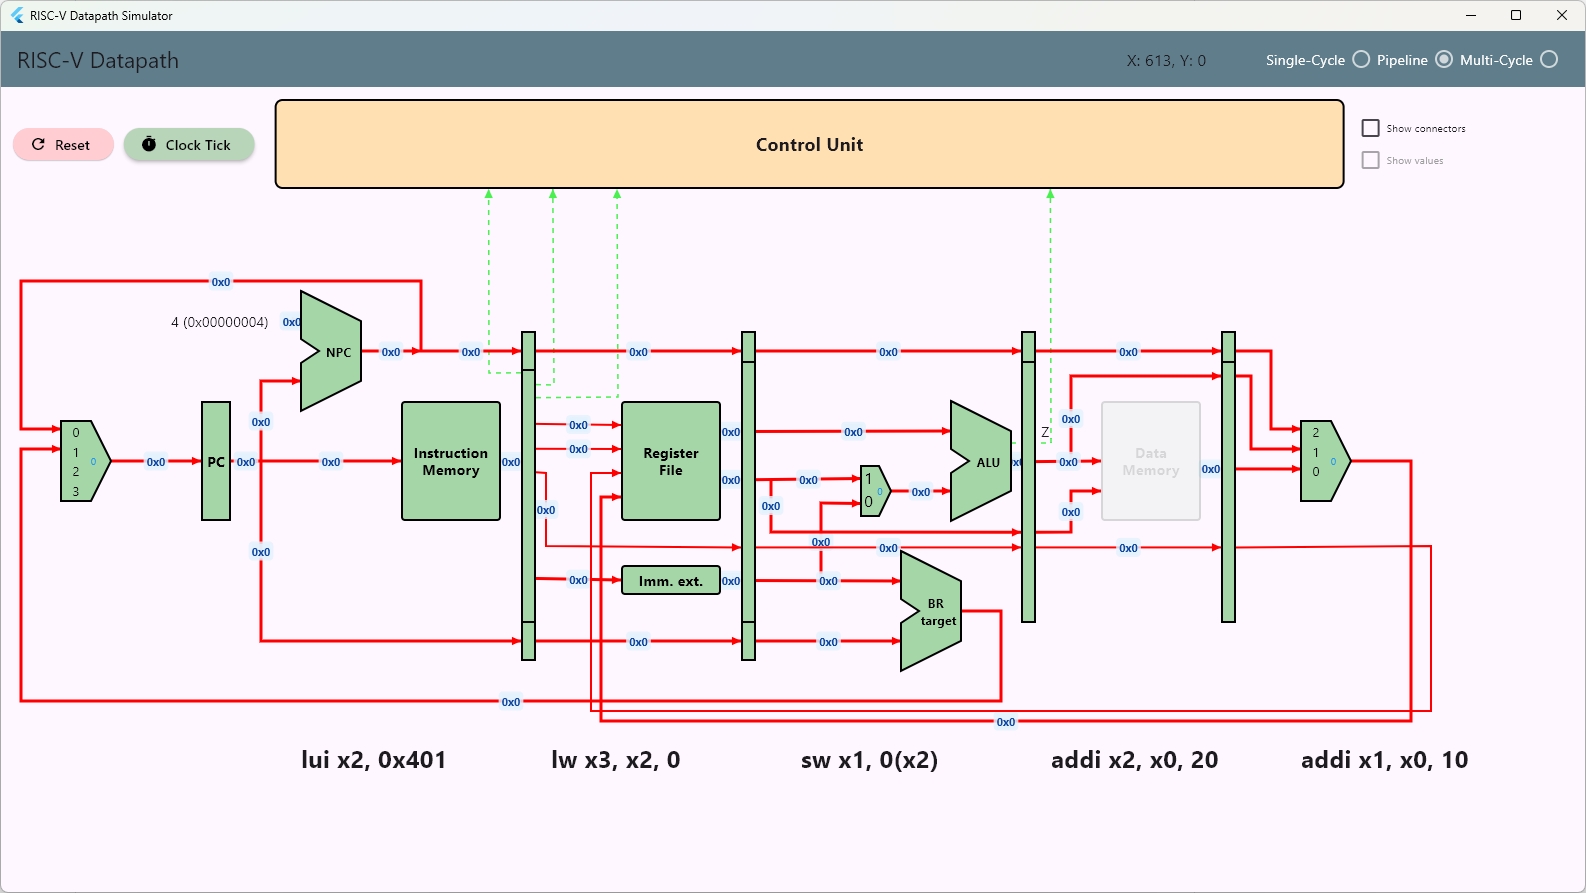 RISC-V Datapath Simulator
RISC-V Datapath
X: 613, Y: 0
Single-Cycle
Pipeline
Multi-Cycle
Reset
Clock Tick
Control Unit
Show connectors
Show values
0x0
4 (0x00000004)
0x0
NPC
0x0
0x0
0x0
0x0
0x0
0x0
0
1
2
3
0
0x0
PC
0x0
0x0
0x0
Instruction
Memory
0x0
0x0
0x0
0x0
Register
File
0x0
0x0
0x0
0x0
0x0
1
0
0
0x0
ALU
Z
0x0
0x0
0x0
Data
Memory
0x0
2
1
0
0
0x0
0x0
0x0
0x0
Imm. ext.
0x0
0x0
0x0
BR
target
0x0
0x0
0x0
0x0
lui x2, 0x401
lw x3, x2, 0
sw x1, 0(x2)
addi x2, x0, 20
addi x1, x0, 10